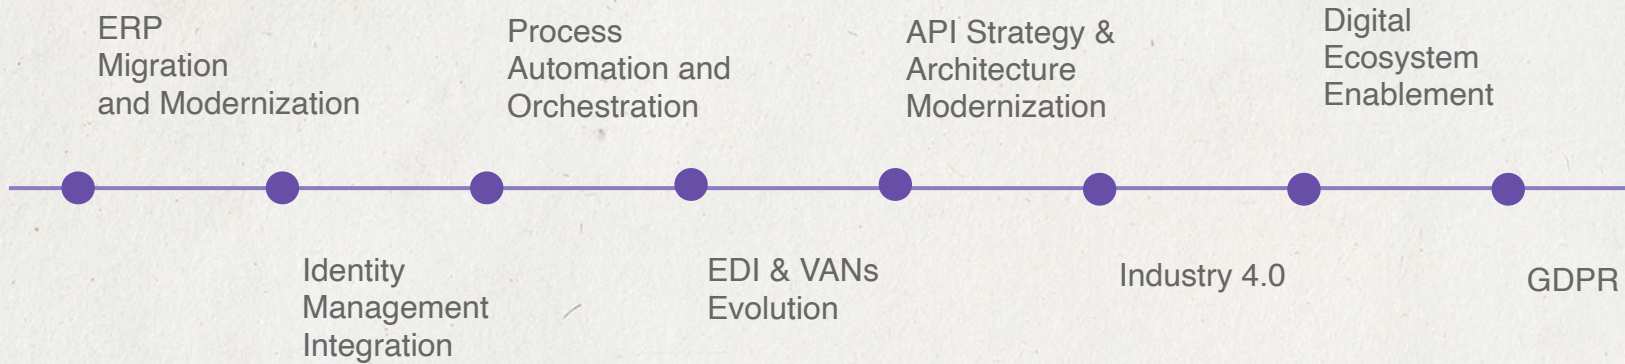 ERP
Migration
and Modernization
Process
Automation and
Orchestration
API Strategy &
Architecture
Modernization
Digital
Ecosystem
Enablement
Identity
Management
Integration
EDI & VANs
Evolution
Industry 4.0
GDPR